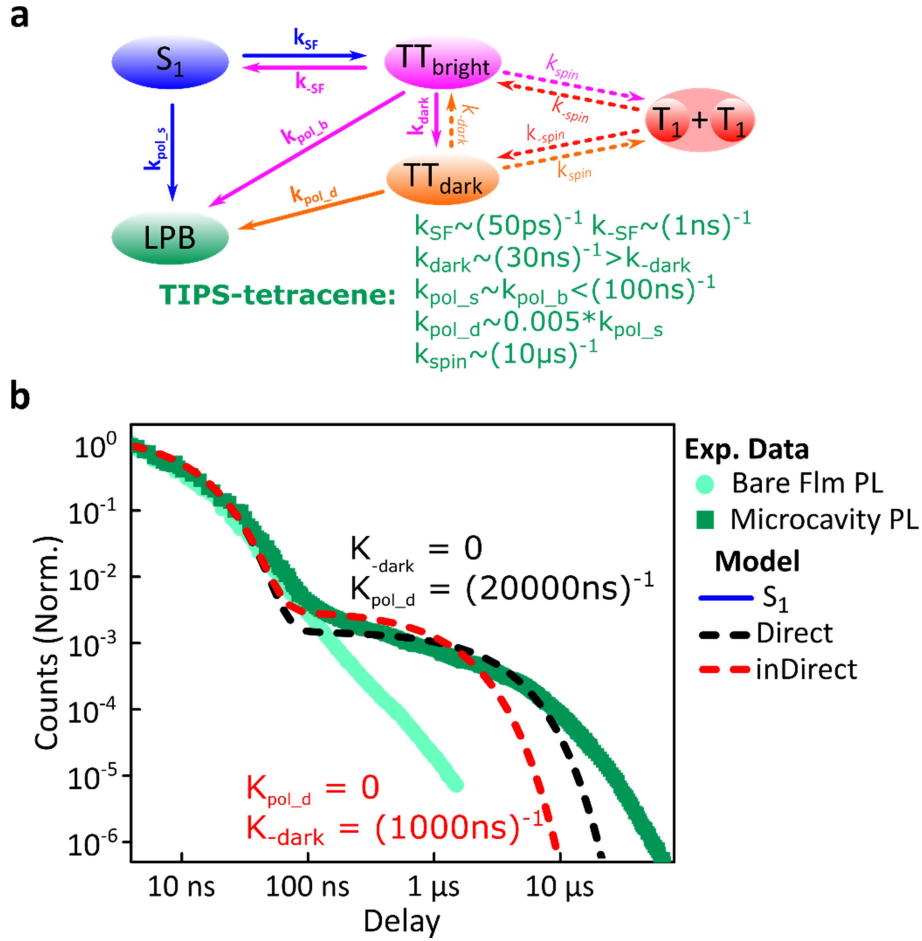 a
S1
kSF
k-SF
TTbright
kspin
k-spin
T1 + T1
kpol_s
kpol_b
kdark
k-dark
k-spin
kspin
kpol_d
TTdark
LPB
kSF~(50ps)-1 k-SF~(1ns)-1
kdark~(30ns)-1>k-dark
TIPS-tetracene:
kpol_s~kpol_b<(100ns)-1
kpol_d~0.005*kpol_s
kspin~(10µs)-1
b
Counts (Norm.)
10^0
10^-1
10^-2
10^-3
10^-4
10^-5
10^-6
K-dark = 0
Kpol_d = (20000ns)-1
Kpol_d = 0
K-dark = (1000ns)-1
10 ns
100 ns
1 µs
10 µs
Delay
Exp. Data
Bare Flm PL
Microcavity PL
Model
S1
Direct
inDirect